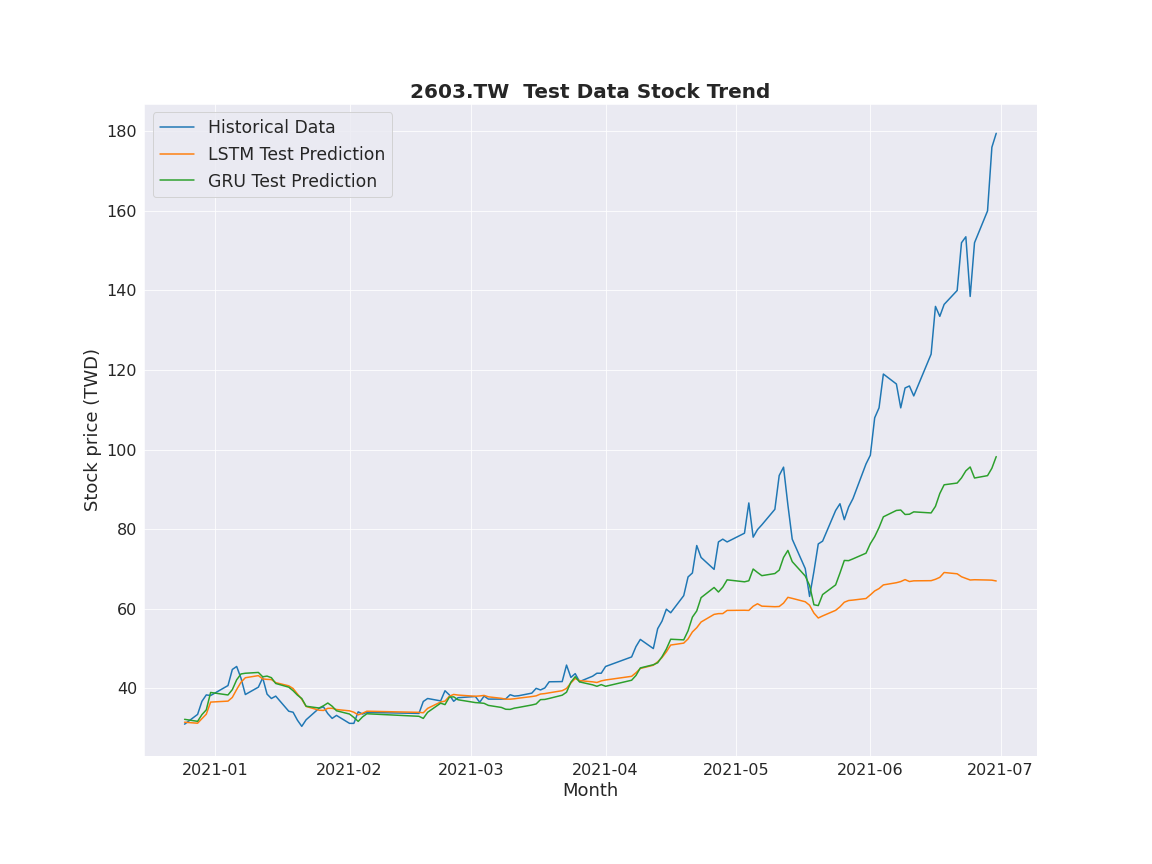 2603.TW  Test Data Stock Trend
Historical Data
LSTM Test Prediction
GRU Test Prediction
Stock price (TWD)
180
160
140
120
100
80
60
40
2021-01 2021-02 2021-03 2021-04 2021-05 2021-06 2021-07
Month